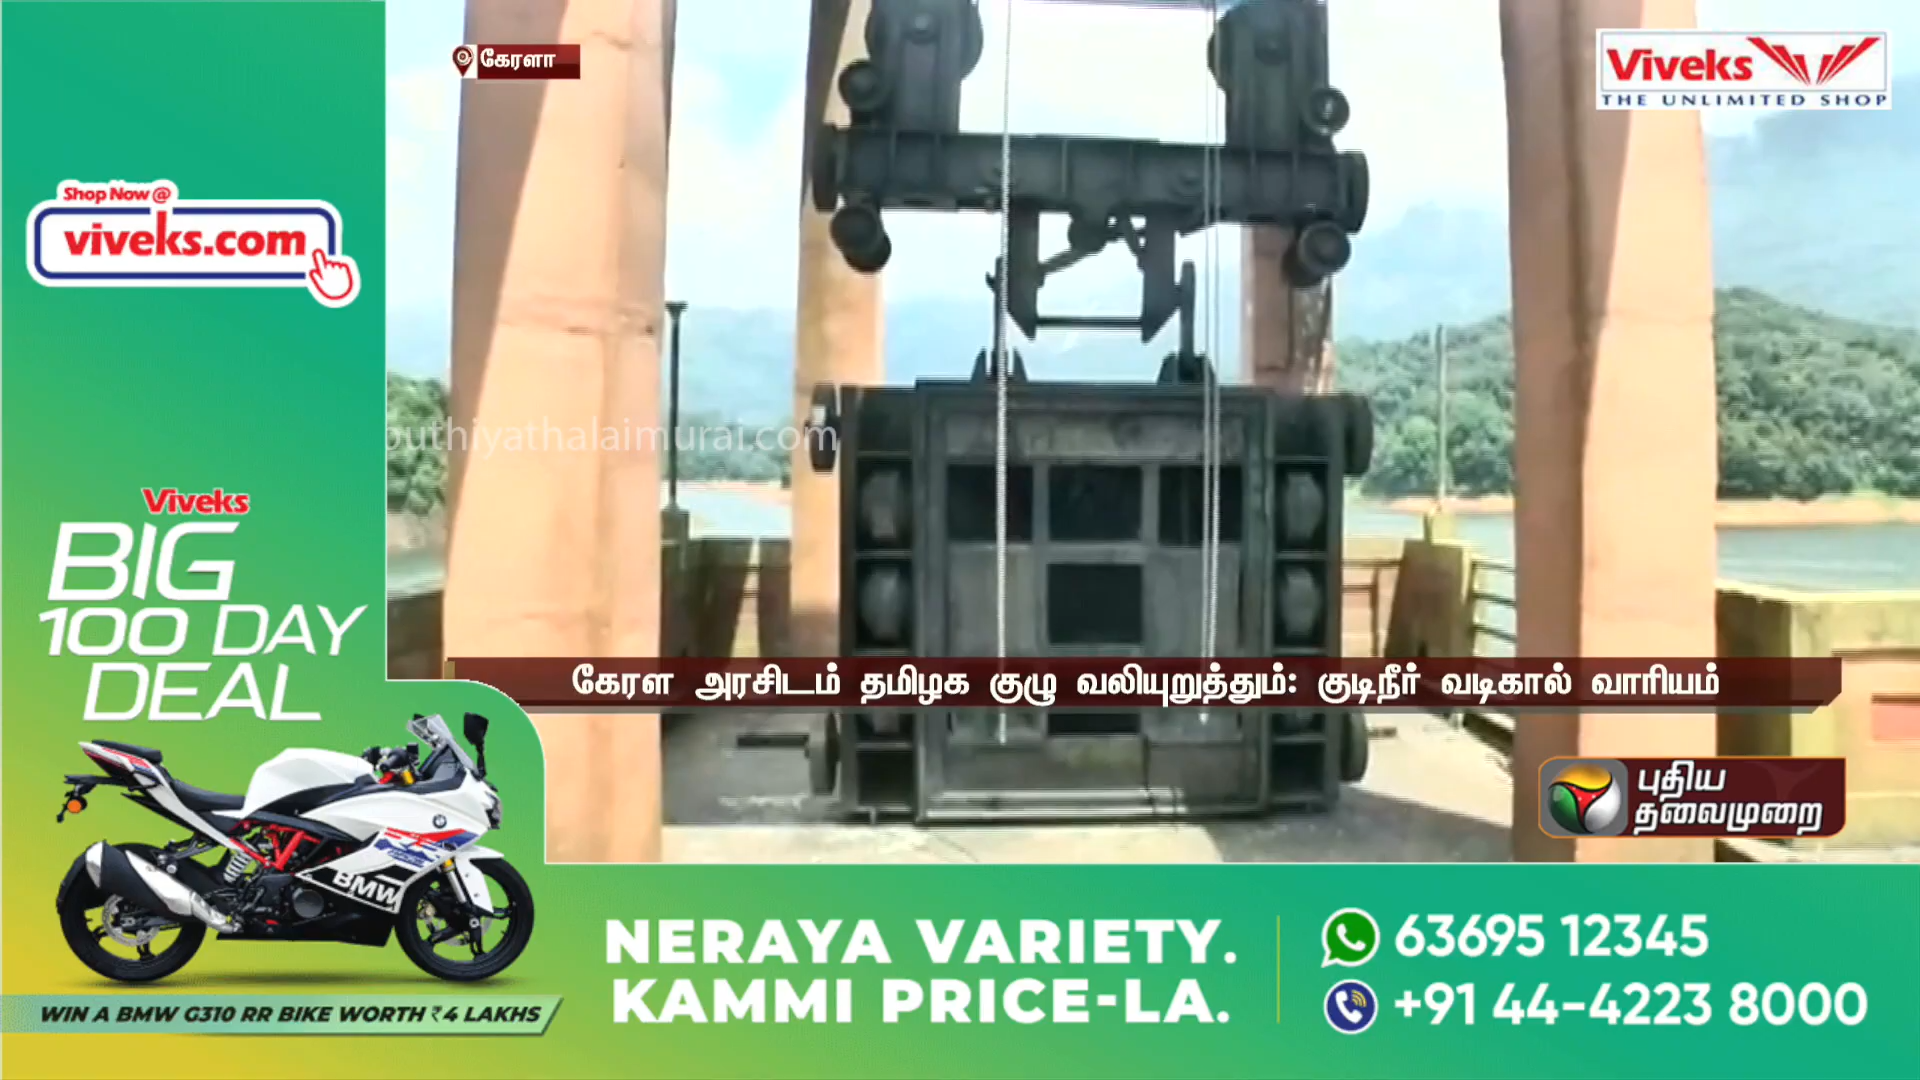 கேரளா
Viveks
THE UNLIMITED SHOP
Shop Now @
viveks.com
puthiyathalaimurai.com
Viveks
BIG
100 DAY
DEAL
கேரள அரசிடம் தமிழக குழு வலியுறுத்தும்: குடிநீர் வடிகால் வாரியம்
புதிய
தலைமுறை
BMW
WIN A BMW G310 RR BIKE WORTH ₹4 LAKHS
NERAYA VARIETY.
KAMMI PRICE-LA.
63695 12345
+91 44-4223 8000